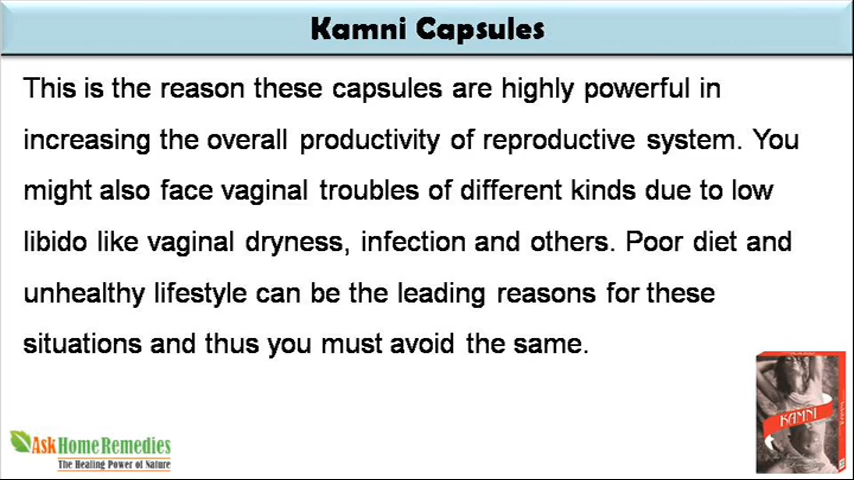 Kamni Capsules
This is the reason these capsules are highly powerful in
increasing the overall productivity of reproductive system. You
might also face vaginal troubles of different kinds due to low
libido like vaginal dryness, infection and others. Poor diet and
unhealthy lifestyle can be the leading reasons for these
situations and thus you must avoid the same.
KAMNI
AskHomeRemedies
The Healing Power of Nature